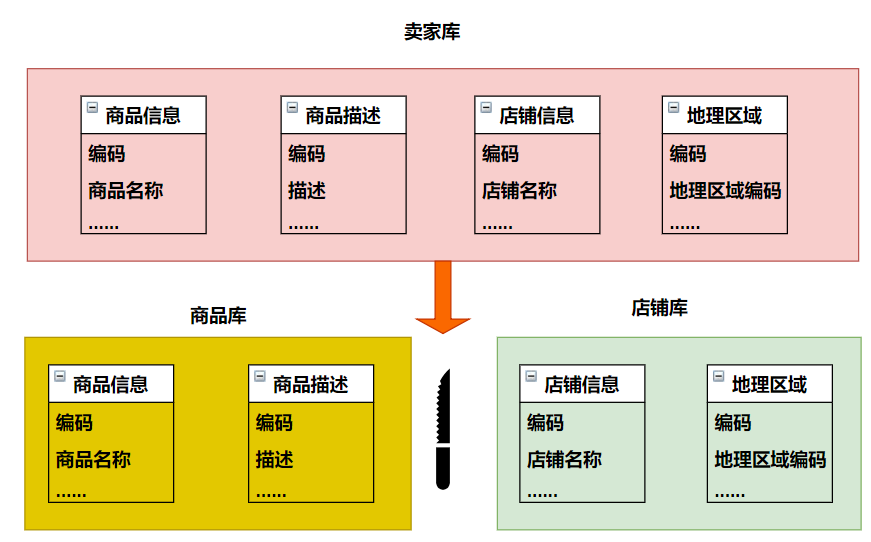 卖家库
商品信息
编码
商品名称
......
商品描述
编码
描述
......
店铺信息
编码
店铺名称
......
地理区域
编码
地理区域编码
......
商品库
商品信息
编码
商品名称
......
商品描述
编码
描述
......
店铺库
店铺信息
编码
店铺名称
......
地理区域
编码
地理区域编码
......